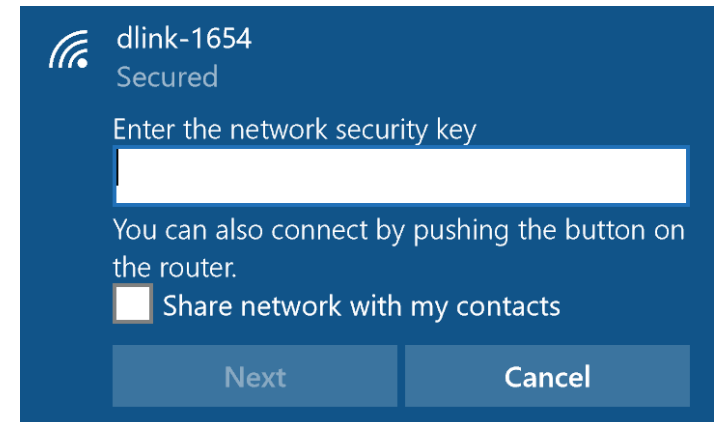 dlink-1654
Secured
Enter the network security key
You can also connect by pushing the button on
the router.
Share network with my contacts
Next
Cancel